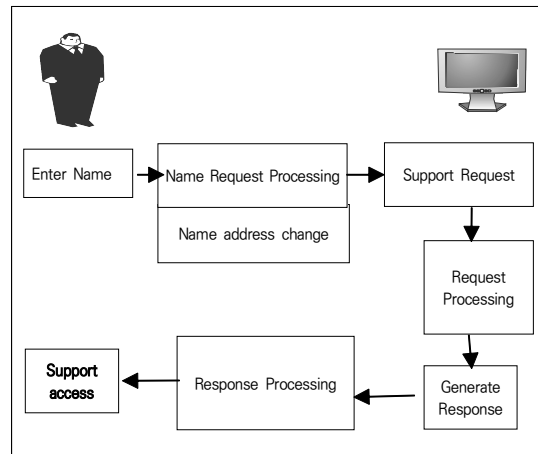 Enter Name
Name Request Processing
Support Request
Name address change
Request
Processing
Support
access
Response Processing
Generate
Response